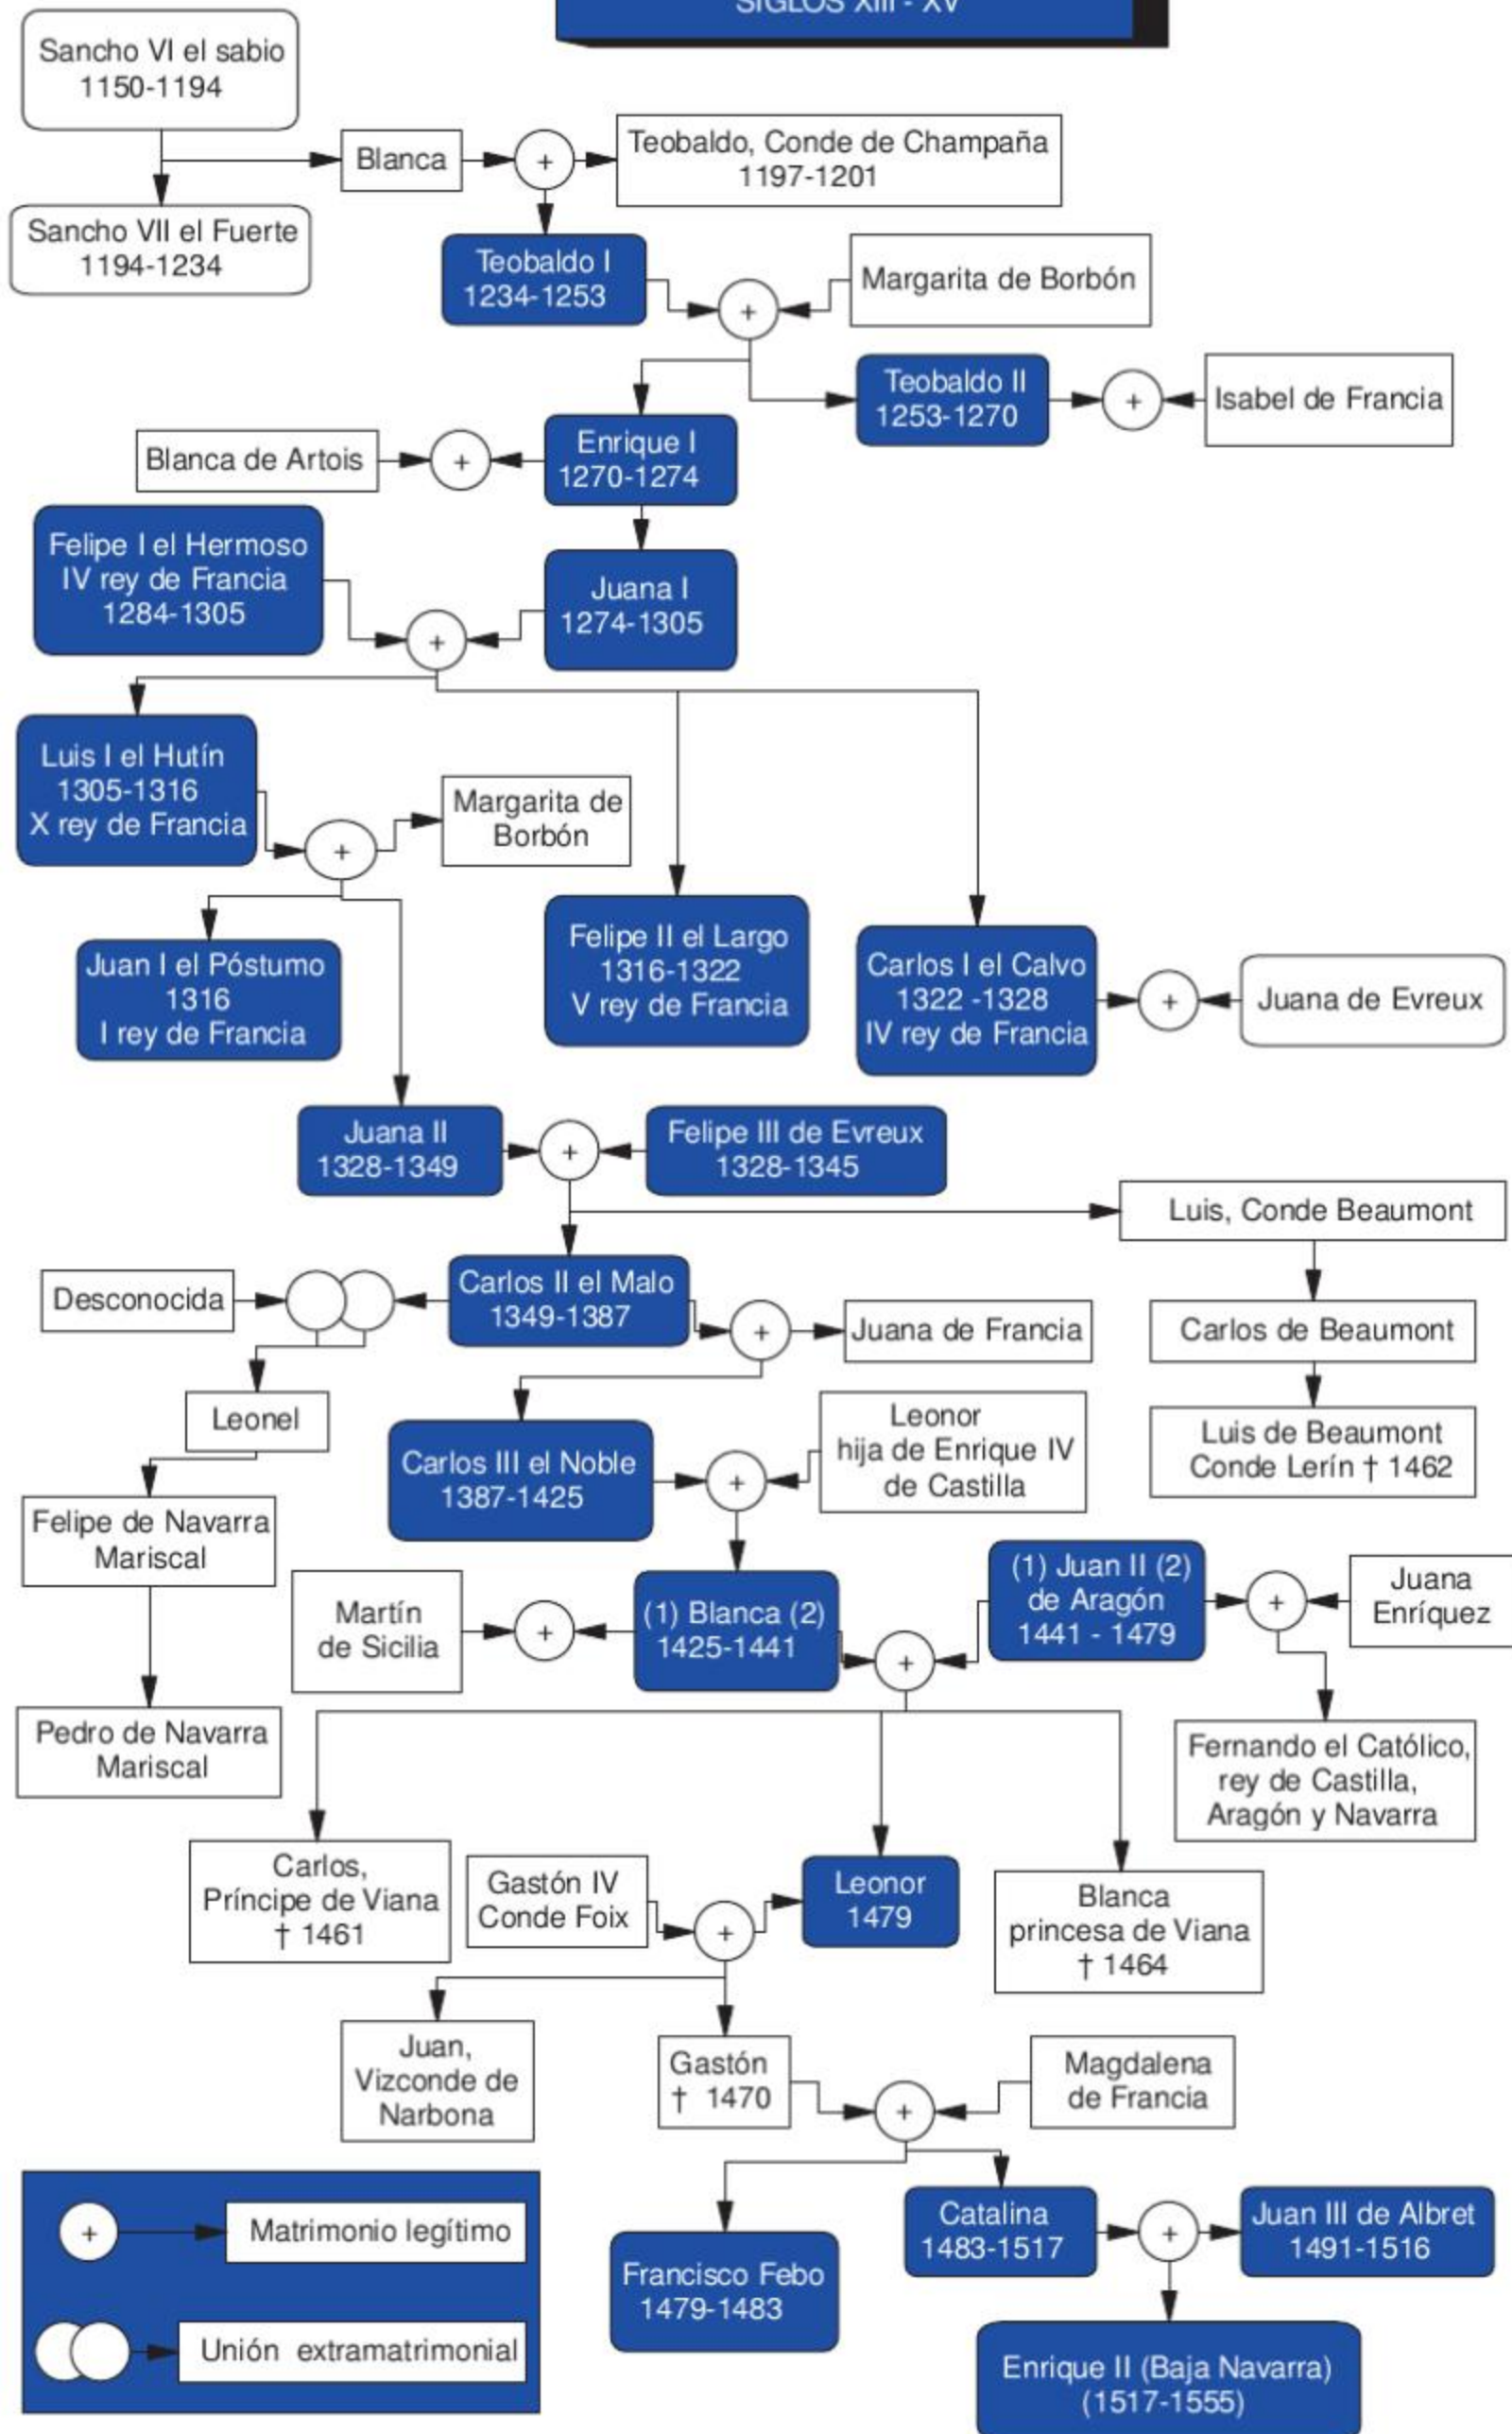 SIGLOS XIII - XV
Sancho VI el sabio
1150-1194
Blanca
+
Teobaldo, Conde de Champaña
1197-1201
Sancho VII el Fuerte
1194-1234
Teobaldo I
1234-1253
+
Margarita de Borbón
Teobaldo II
1253-1270
+
Isabel de Francia
Blanca de Artois
+
Enrique I
1270-1274
Felipe I el Hermoso
IV rey de Francia
1284-1305
+
Juana I
1274-1305
Luis I el Hutín
1305-1316
X rey de Francia
+
Margarita de
Borbón
Juan I el Póstumo
1316
I rey de Francia
Felipe II el Largo
1316-1322
V rey de Francia
Carlos I el Calvo
1322 -1328
IV rey de Francia
+
Juana de Evreux
Juana II
1328-1349
+
Felipe III de Evreux
1328-1345
Luis, Conde Beaumont
Desconocida
Carlos II el Malo
1349-1387
+
Juana de Francia
Carlos de Beaumont
Leonel
Carlos III el Noble
1387-1425
+
Leonor
hija de Enrique IV
de Castilla
Luis de Beaumont
Conde Lerín † 1462
Felipe de Navarra
Mariscal
Martín
de Sicilia
+
(1) Blanca (2)
1425-1441
+
(1) Juan II (2)
de Aragón
1441 - 1479
+
Juana
Enríquez
Pedro de Navarra
Mariscal
Fernando el Católico,
rey de Castilla,
Aragón y Navarra
Carlos,
Príncipe de Viana
† 1461
Gastón IV
Conde Foix
+
Leonor
1479
Blanca
princesa de Viana
† 1464
Juan,
Vizconde de
Narbona
Gastón
† 1470
+
Magdalena
de Francia
+
Matrimonio legítimo
Unión extramatrimonial
Francisco Febo
1479-1483
Catalina
1483-1517
+
Juan III de Albret
1491-1516
Enrique II (Baja Navarra)
(1517-1555)